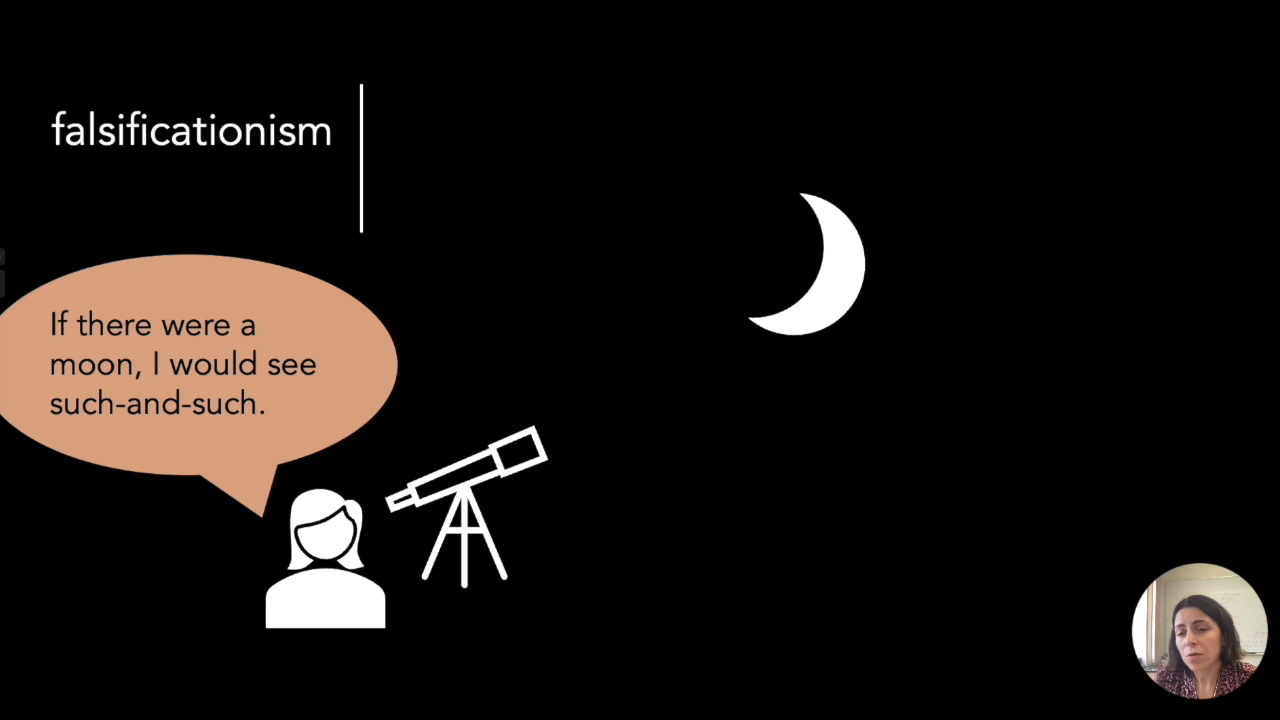 falsificationism
If there were a
moon, I would see
such-and-such.